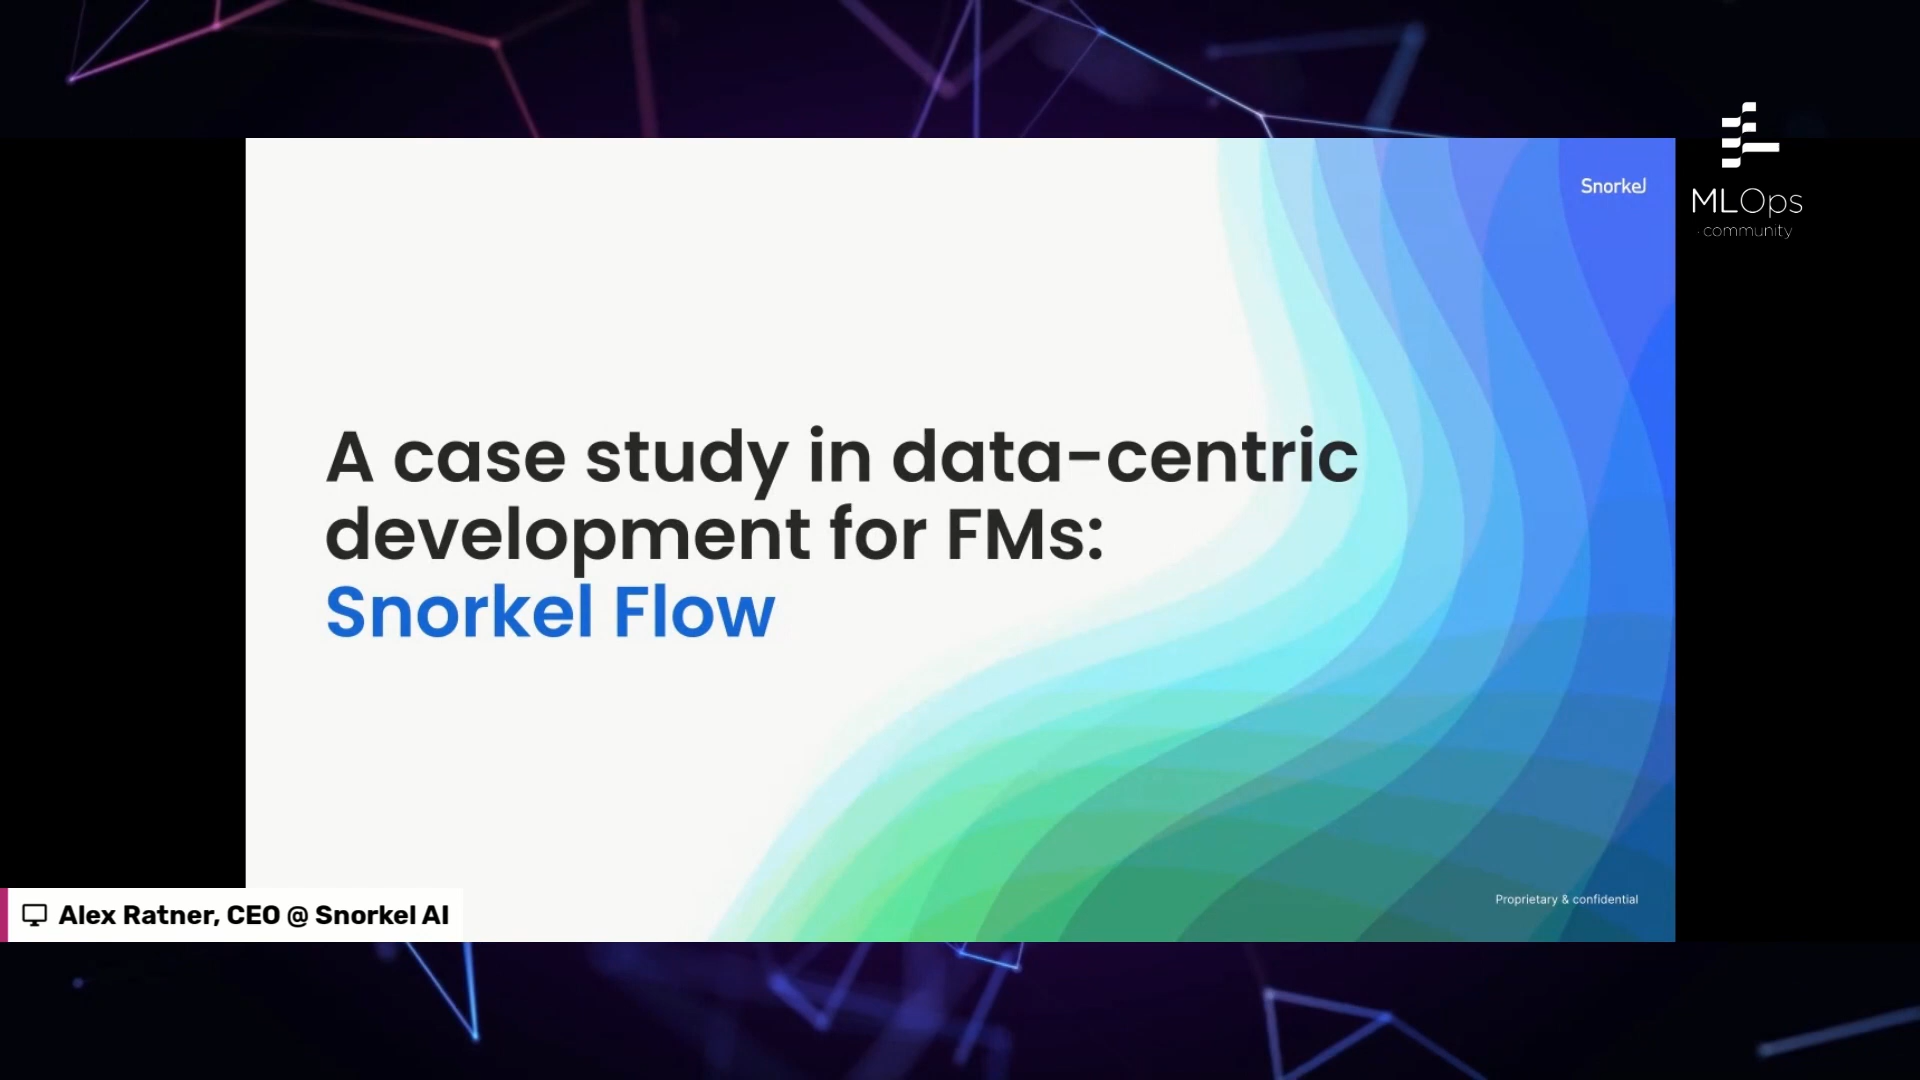 Snorkel
MLOps
community
A case study in data-centric
development for FMs:
Snorkel Flow
Proprietary & confidential
Alex Ratner, CEO @ Snorkel AI